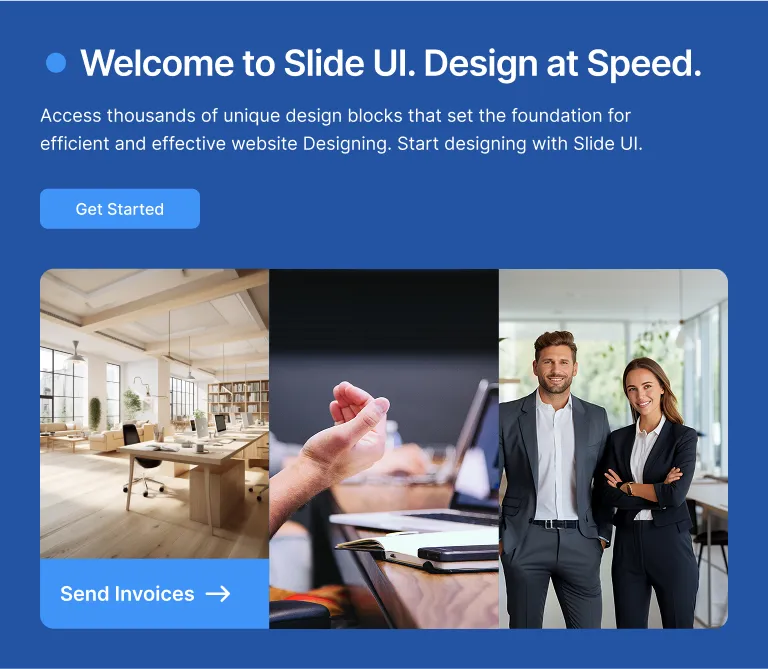 Welcome to Slide UI. Design at Speed.
Access thousands of unique design blocks that set the foundation for
efficient and effective website Designing. Start designing with Slide UI.
Get Started
Send Invoices